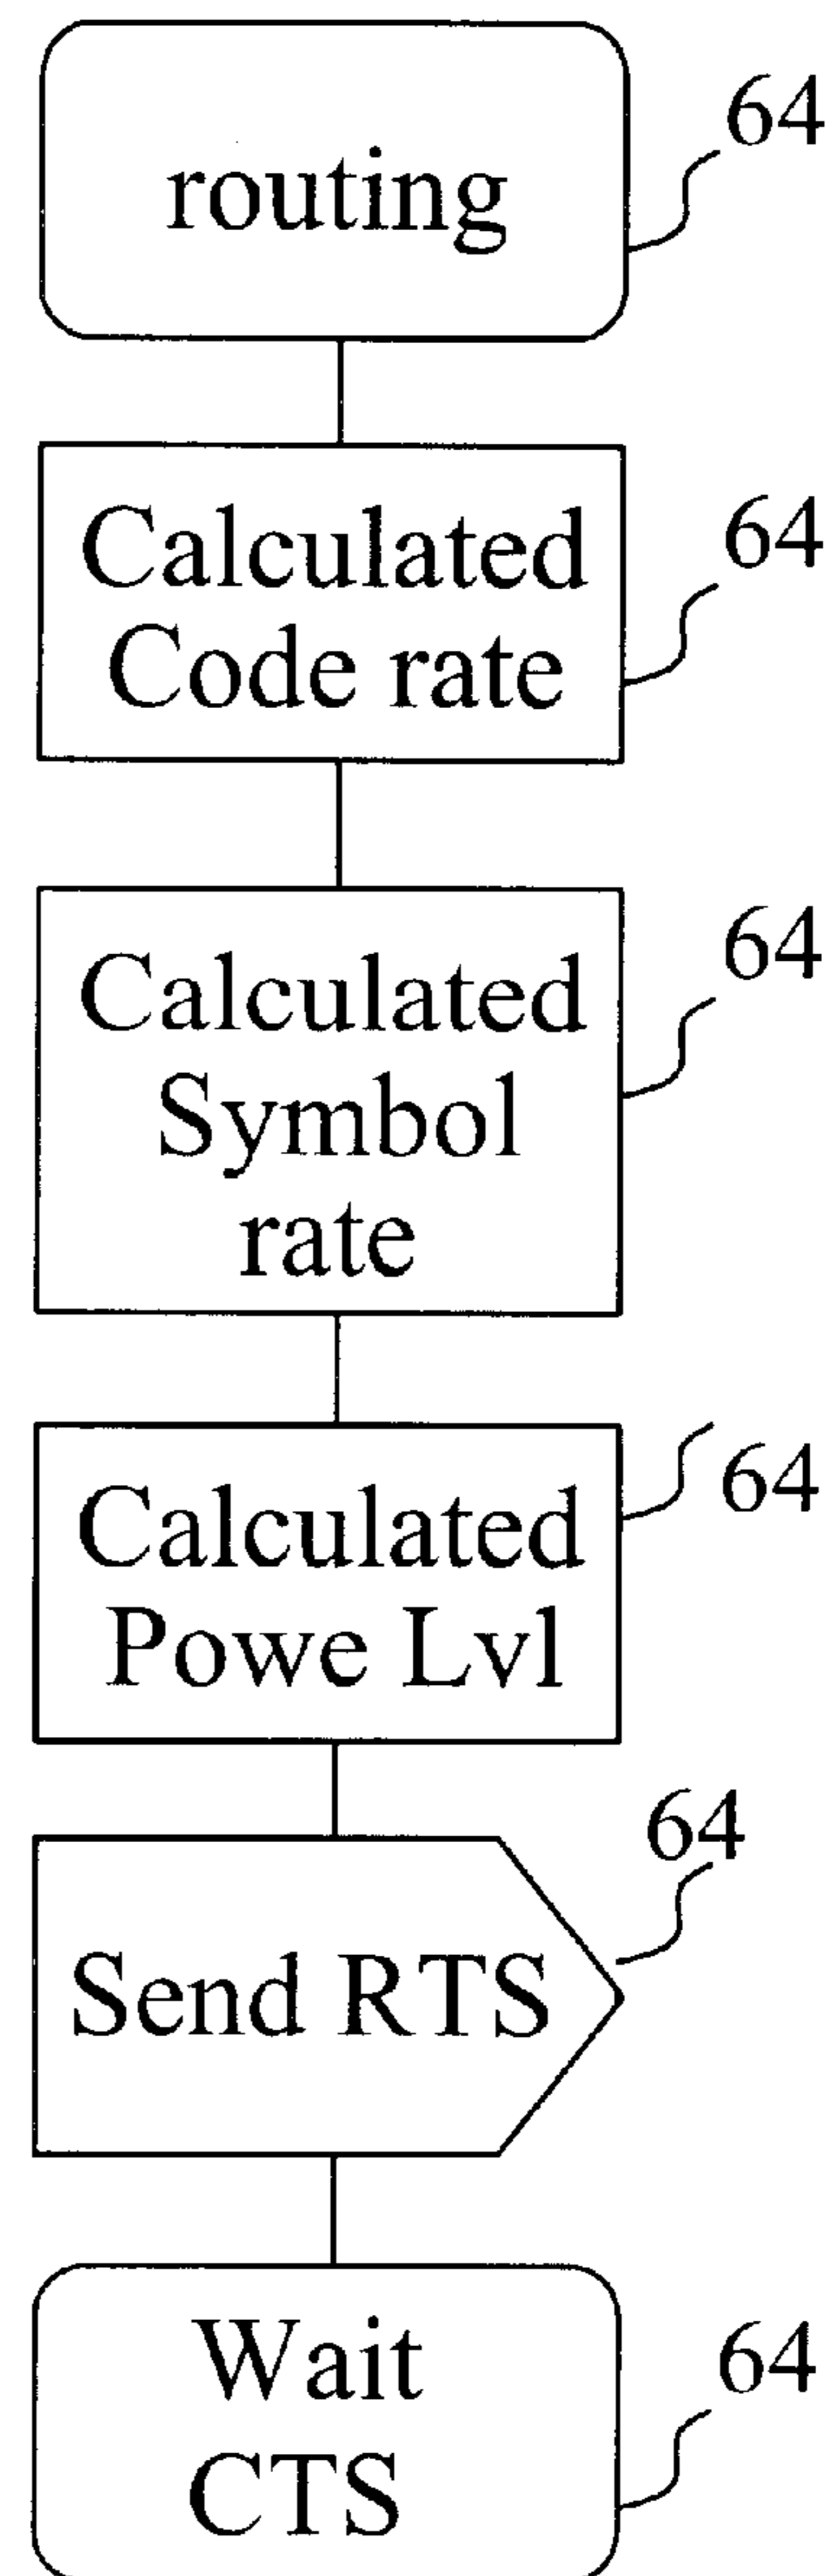 routing
64
Calculated
Code rate
64
Calculated
Symbol
rate
64
Calculated
Powe Lvl
64
Send RTS
64
Wait
CTS
64